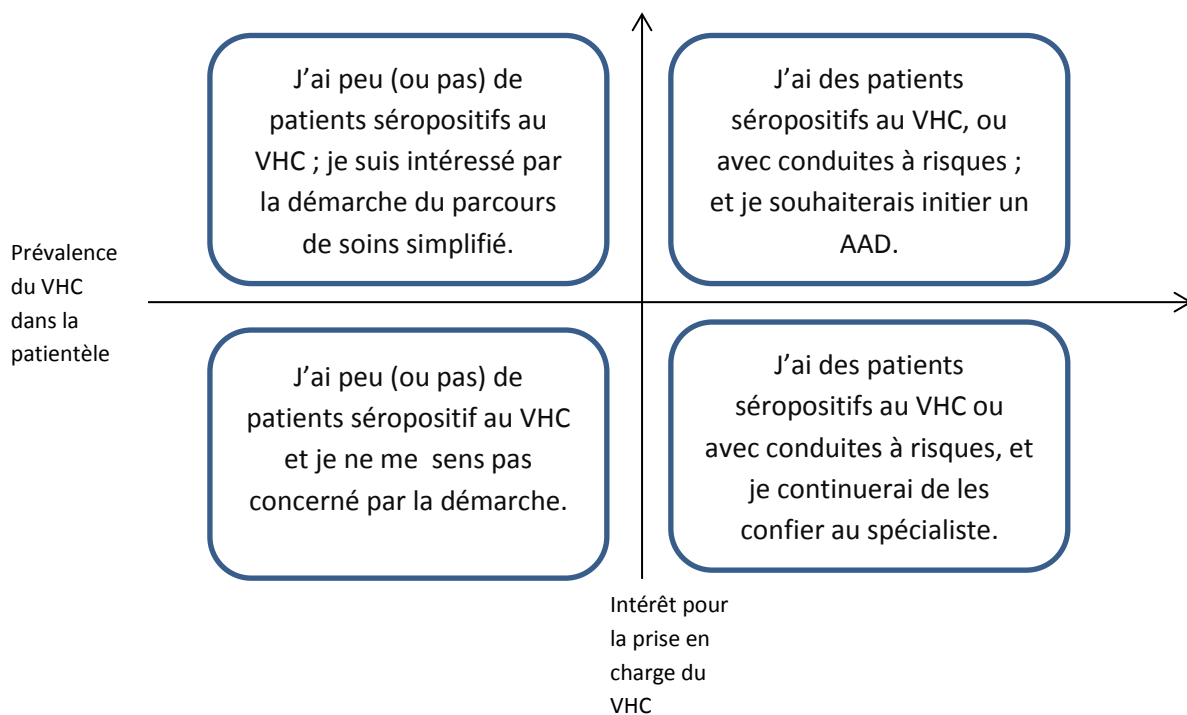 J'ai peu (ou pas) de
patients séropositifs au
VHC ; je suis intéressé par
la démarche du parcours
de soins simplifié.
J'ai des patients
séropositifs au VHC, ou
avec conduites à risques ;
et je souhaiterais initier un
AAD.
Prévalence
du VHC
dans la
patientèle
J'ai peu (ou pas) de
patients séropositif au VHC
et je ne me  sens pas
concerné par la démarche.
J'ai des patients
séropositifs au VHC ou
avec conduites à risques, et
je continuerai de les
confier au spécialiste.
Intérêt pour
la prise en
charge du
VHC